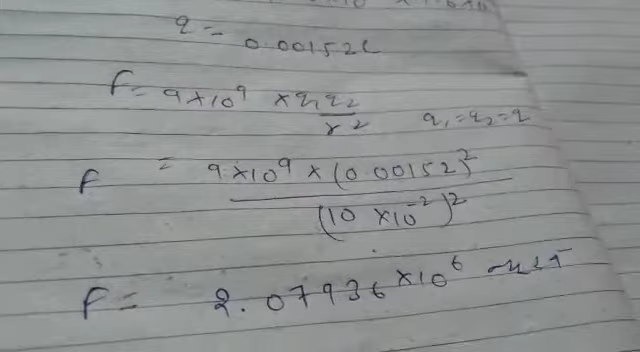 q = 0.00152C
F = 9×10⁹ × q₁q₂ / r² q₁=q₂=q
F = 9×10⁹ × (0.00152)² / (10 ×10⁻²)²
F = 2.07936×10⁶